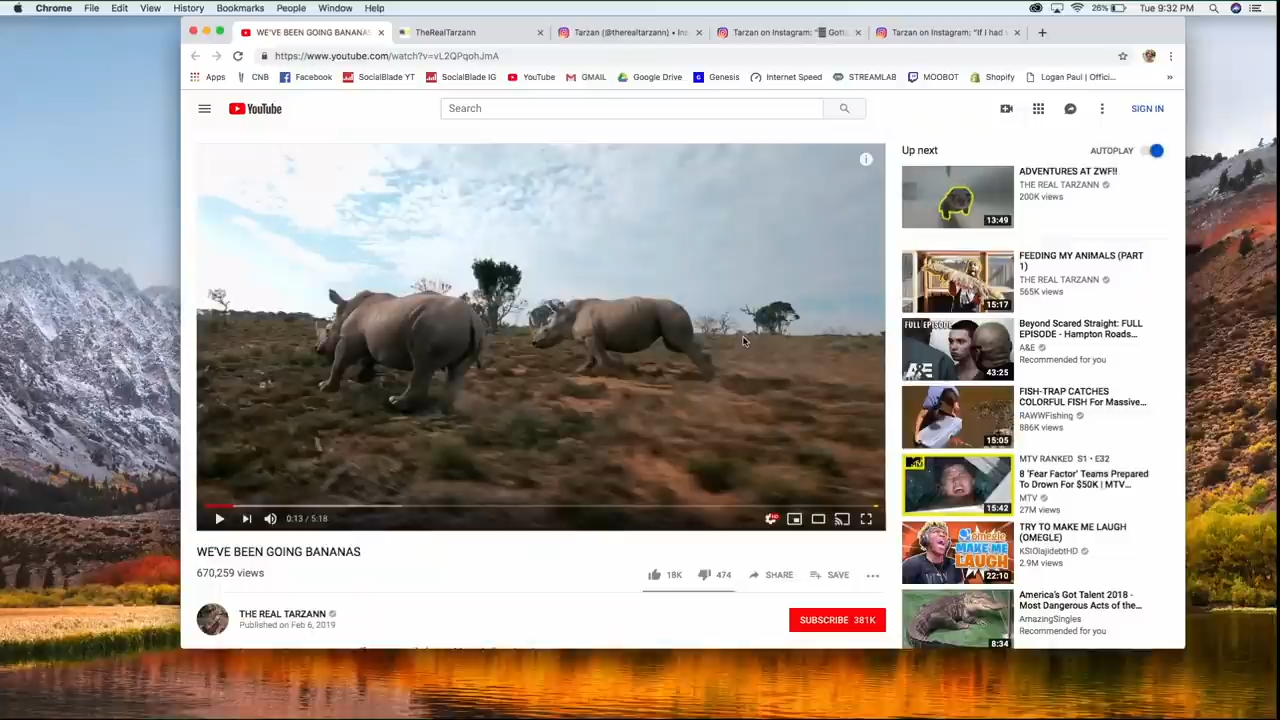 Chrome File Edit View History Bookmarks People Window Help
26% Tue 9:32 PM
WE'VE BEEN GOING BANANAS
TheRealTarzann
Tarzan (@therealtarzann) • Ins
Tarzan on Instagram: "
Tarzan on Instagram: "If I had
https://www.youtube.com/watch?v=vL2QPqohJmA
Apps CNB Facebook SocialBlade YT SocialBlade IG YouTube GMAIL Google Drive Genesis Internet Speed STREAMLAB MOOBOT Shopify Logan Paul | Offici...
YouTube
Search
SIGN IN
Up next
AUTOPLAY
ADVENTURES AT ZWF!!
THE REAL TARZANN
200K views
13:49
FEEDING MY ANIMALS (PART
1)
THE REAL TARZANN
565K views
15:17
FULL EPISODE
A&E
Beyond Scared Straight: FULL
EPISODE - Hampton Roads...
A&E
Recommended for you
43:25
FISH-TRAP CATCHES
COLORFUL FISH For Massive...
RAWWFishing
886K views
15:05
MTV RANKED S1 • E32
8 'Fear Factor' Teams Prepared
To Drown For $50K | MTV...
MTV
27M views
15:42
omegle
MAKE ME
LAUGH
TRY TO MAKE ME LAUGH
(OMEGLE)
KSIOlajidebtHD
2.9M views
22:10
America's Got Talent 2018 -
Most Dangerous Acts of the...
AmazingSingles
Recommended for you
8:34
0:13 / 5:18
HD
WE'VE BEEN GOING BANANAS
670,259 views
18K 474 SHARE SAVE
THE REAL TARZANN
Published on Feb 6, 2019
SUBSCRIBE 381K